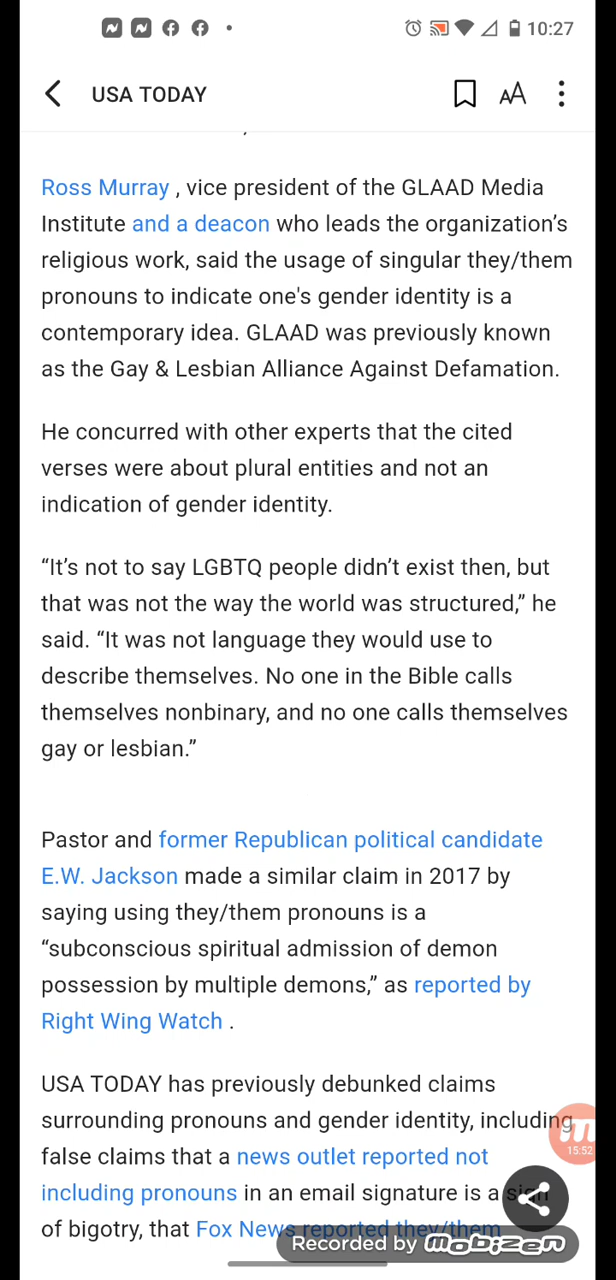 10:27
USA TODAY
AA
Ross Murray , vice president of the GLAAD Media
Institute and a deacon who leads the organization’s
religious work, said the usage of singular they/them
pronouns to indicate one's gender identity is a
contemporary idea. GLAAD was previously known
as the Gay & Lesbian Alliance Against Defamation.
He concurred with other experts that the cited
verses were about plural entities and not an
indication of gender identity.
“It’s not to say LGBTQ people didn’t exist then, but
that was not the way the world was structured,” he
said. “It was not language they would use to
describe themselves. No one in the Bible calls
themselves nonbinary, and no one calls themselves
gay or lesbian.”
Pastor and former Republican political candidate
E.W. Jackson made a similar claim in 2017 by
saying using they/them pronouns is a
“subconscious spiritual admission of demon
possession by multiple demons,” as reported by
Right Wing Watch .
USA TODAY has previously debunked claims
surrounding pronouns and gender identity, including
15:52
false claims that a news outlet reported not
including pronouns in an email signature is a sign
of bigotry, that Fox News reported they/them
Recorded by mobizen